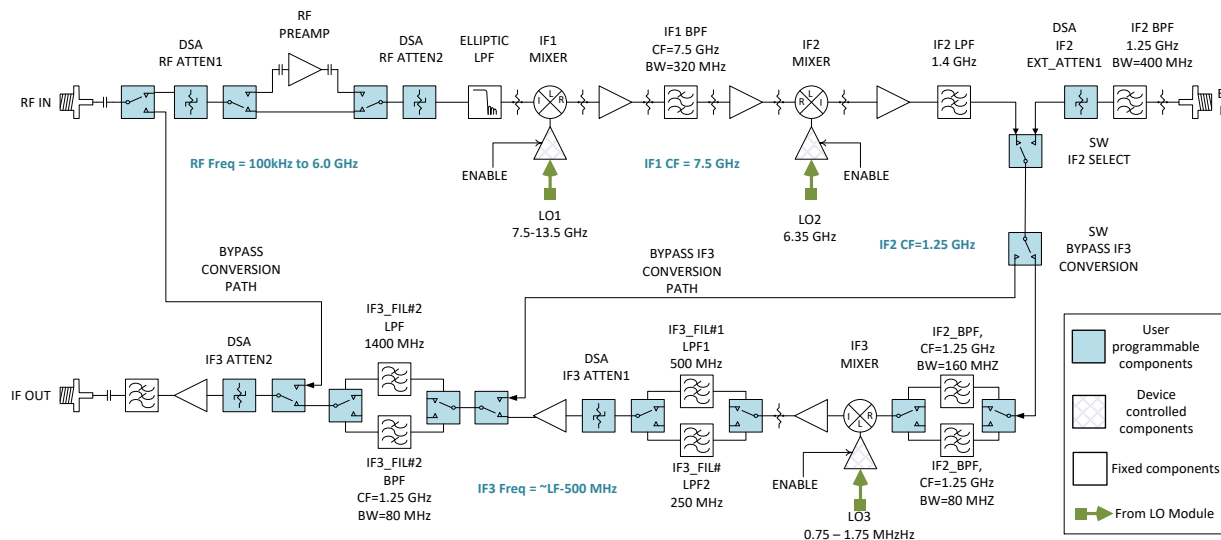 RF
PREAMP
DSA
RF ATTEN1
DSA
RF ATTEN2
ELLIPTIC
LPF
IF1
MIXER
IF1 BPF
CF=7.5 GHz
BW=320 MHz
IF2
MIXER
IF2 LPF
1.4 GHz
DSA
IF2
EXT_ATTEN1
IF2 BPF
1.25 GHz
BW=400 MHz
RF IN
I
L
R
R
L
I
RF Freq = 100kHz to 6.0 GHz
ENABLE
IF1 CF = 7.5 GHz
ENABLE
SW
IF2 SELECT
LO1
7.5-13.5 GHz
LO2
6.35 GHz
IF2 CF=1.25 GHz
SW
BYPASS IF3
CONVERSION
BYPASS
CONVERSION
PATH
BYPASS IF3
CONVERSION
PATH
IF3_FIL#2
LPF
1400 MHz
DSA
IF3 ATTEN2
DSA
IF3 ATTEN1
IF3_FIL#1
LPF1
500 MHz
IF3
MIXER
IF2_BPF,
CF=1.25 GHz
BW=160 MHZ
IF OUT
I
L
R
IF3_FIL#2
BPF
CF=1.25 GHz
BW=80 MHz
IF3 Freq = ~LF-500 MHz
IF3_FIL#
LPF2
250 MHz
ENABLE
LO3
0.75 – 1.75 MHzHz
IF2_BPF,
CF=1.25 GHz
BW=80 MHZ
User
programmable
components
Device
controlled
components
Fixed components
From LO Module